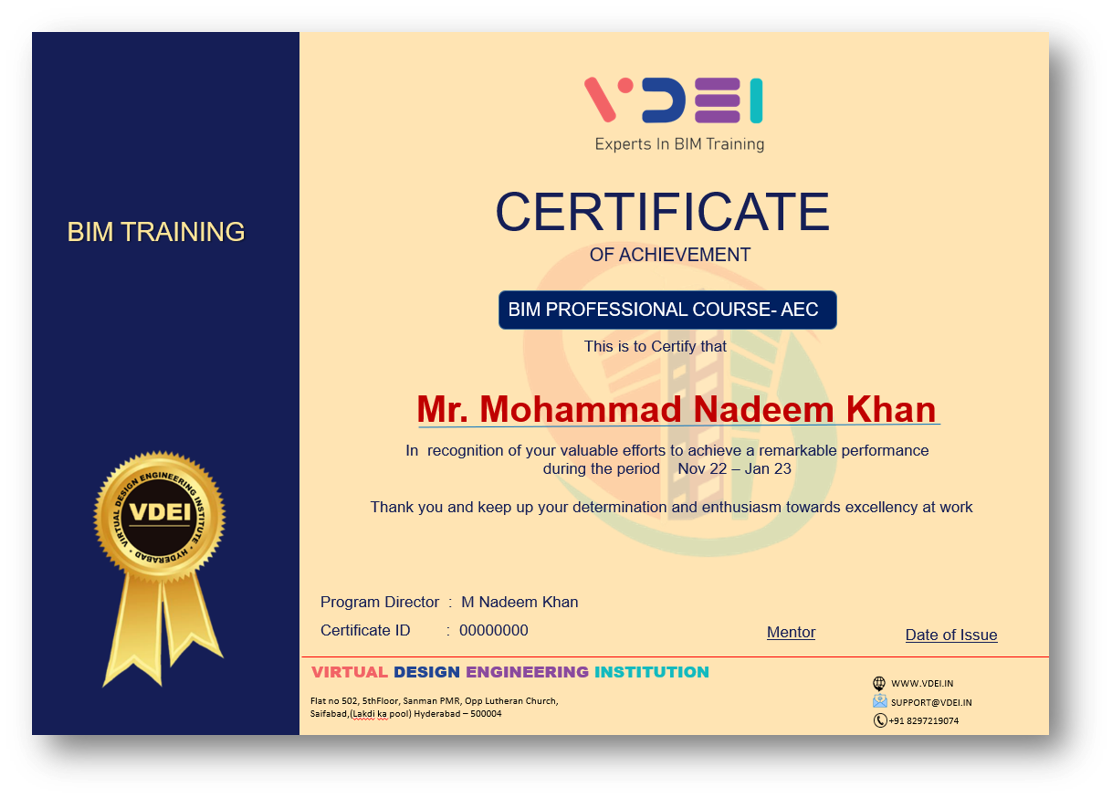 VDEI
Experts In BIM Training
BIM TRAINING
CERTIFICATE
OF ACHIEVEMENT
BIM PROFESSIONAL COURSE- AEC
This is to Certify that
Mr. Mohammad Nadeem Khan
In recognition of your valuable efforts to achieve a remarkable performance
during the period Nov 22 – Jan 23
Thank you and keep up your determination and enthusiasm towards excellency at work
VIRTUAL DESIGN ENGINEERING INSTITUTE
VDEI
HYDERABAD
Program Director : M Nadeem Khan
Certificate ID : 00000000
Mentor
Date of Issue
VIRTUAL DESIGN ENGINEERING INSTITUTION
Flat no 502, 5thFloor, Sanman PMR, Opp Lutheran Church,
Saifabad,(Lakdi ka pool) Hyderabad – 500004
WWW.VDEI.IN
SUPPORT@VDEI.IN
+91 8297219074